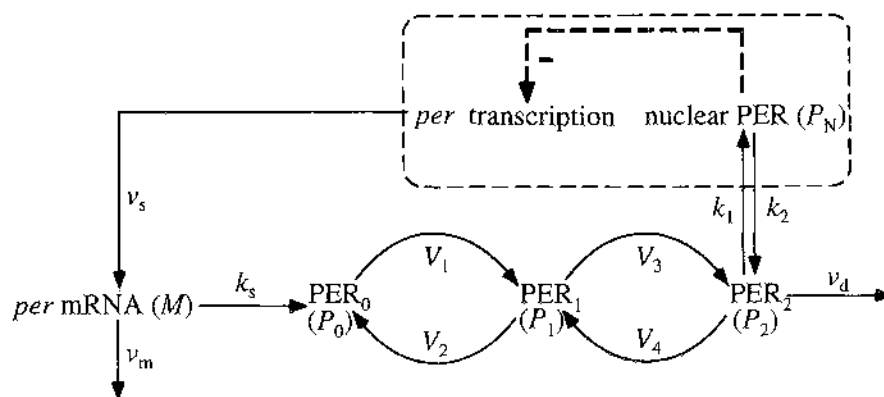 –
per transcription nuclear PER (P_N)
v_s
k_1 k_2
V_1 V_3
per mRNA (M) k_s PER_0 PER_1 PER_2 v_d
(P_0) (P_1) (P_2)
v_m V_2 V_4